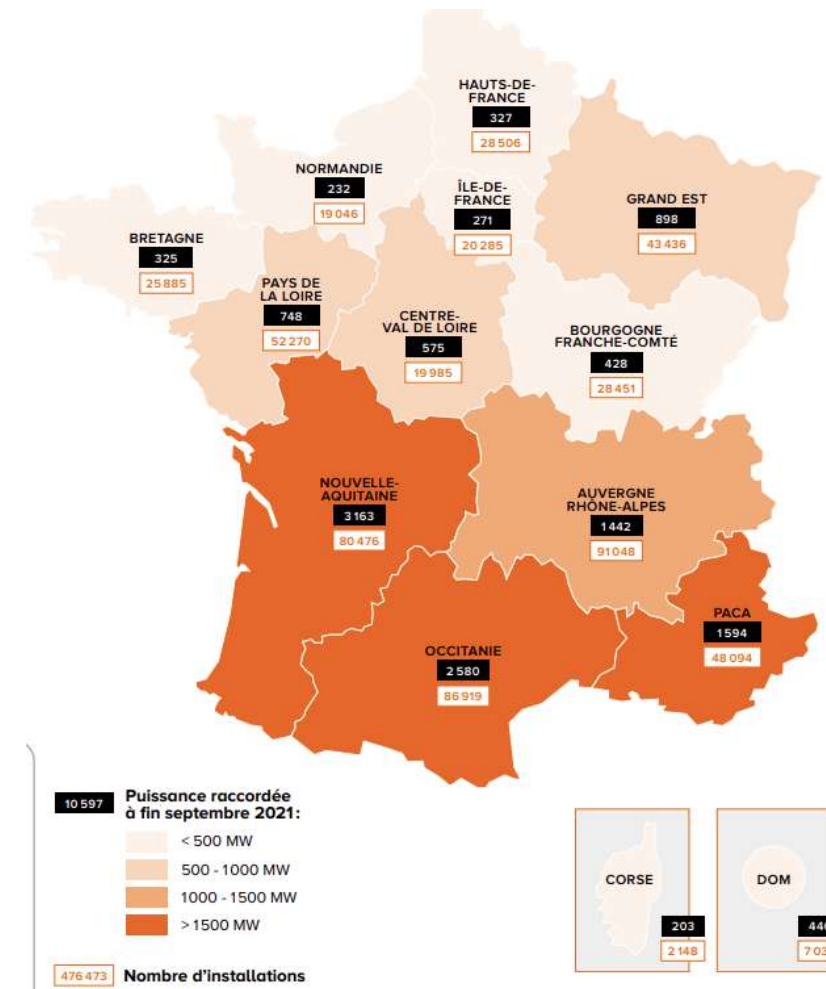 HAUTS-DE-
FRANCE
327
28 506
NORMANDIE
232
19 046
ÎLE-DE-
FRANCE
271
20 285
GRAND EST
898
43 436
BRETAGNE
325
25 885
PAYS DE
LA LOIRE
748
52 270
CENTRE-
VAL DE LOIRE
575
19 985
BOURGOGNE
FRANCHE-COMTÉ
428
28 451
NOUVELLE-
AQUITAINE
3 163
80 476
AUVERGNE
RHÔNE-ALPES
1 442
91 048
PACA
1 594
48 094
OCCITANIE
2 580
86 919
10 597 Puissance raccordée
à fin septembre 2021 :
< 500 MW
500 - 1000 MW
1000 - 1500 MW
> 1500 MW
476 473 Nombre d'installations
CORSE
203
2 148
DOM